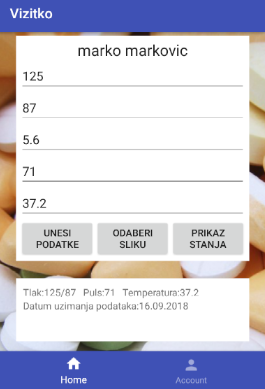 Vizitko
marko markovic
125
87
5.6
71
37.2
UNESI PODATKE
ODABERI SLIKU
PRIKAZ STANJA
Tlak:125/87 Puls:71 Temperatura:37.2
Datum uzimanja podataka:16.09.2018
Home
Account